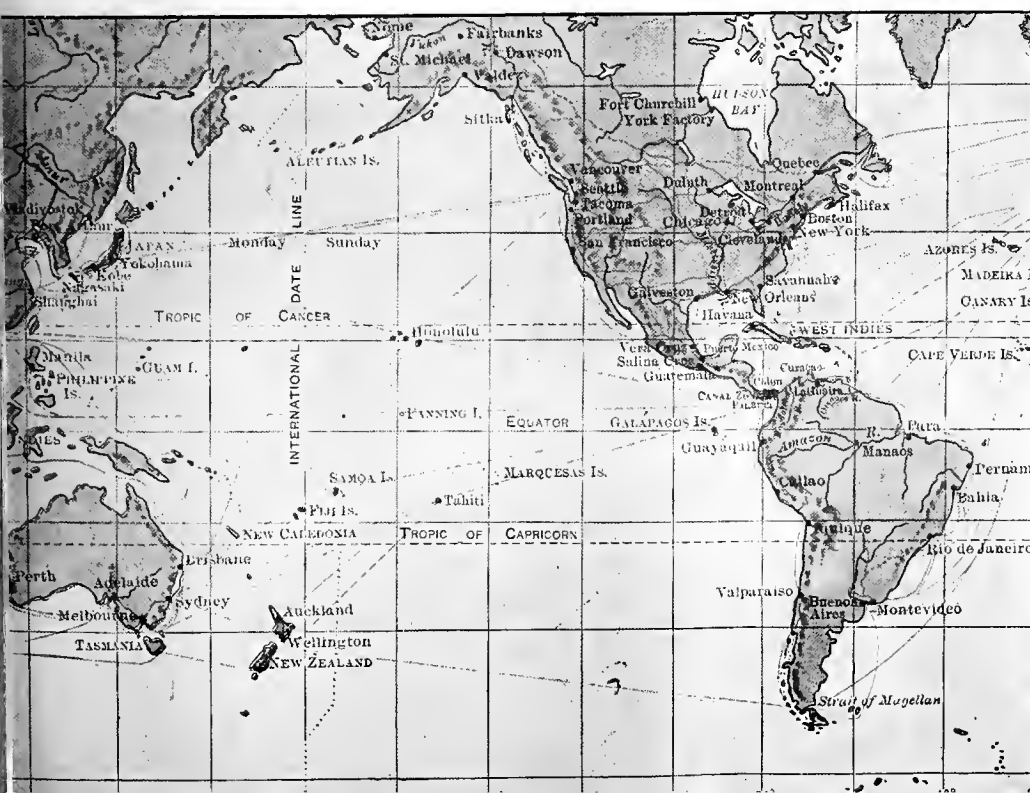 Nome
Fairbanks
Yukon
Dawson
St. Michael
Valdez
HUDSON
BAY
Fort Churchill
York Factory
Sitka
ALEUTIAN IS.
Quebec
Vancouver
Duluth
Montreal
Seattle
Tacoma
Detroit
Halifax
Portland
Chicago
Boston
New York
Cleveland
San Francisco
JAPAN
Monday
Sunday
INTERNATIONAL DATE LINE
Yokohama
Kobe
Nagasaki
Shanghai
AZORES IS.
MADEIRA I
CANARY IS
Savannah
Galveston
New
Orleans
TROPIC OF CANCER
Honolulu
Havana
WEST INDIES
Vera Cruz
Puerto Mexico
Salina Cruz
Guatemala
CAPE VERDE IS.
Manila
PHILIPPINE
IS.
GUAM I.
Curaçao
Colon
CANAL ZONE
FANNING I.
EQUATOR
GALAPAGOS IS.
Para
INDIES
Guayaquil
Amazon R.
Manaos
SAMOA I.
MARQUESAS IS.
Callao
Pernam
Bahia
FIJI IS.
Tahiti
NEW CALEDONIA
TROPIC OF CAPRICORN
Iquique
Rio de Janeiro
Brisbane
Perth
Adelaide
Sydney
Melbourne
Auckland
Valparaiso
Buenos
Aires
Montevideo
TASMANIA
Wellington
NEW ZEALAND
Strait of Magellan